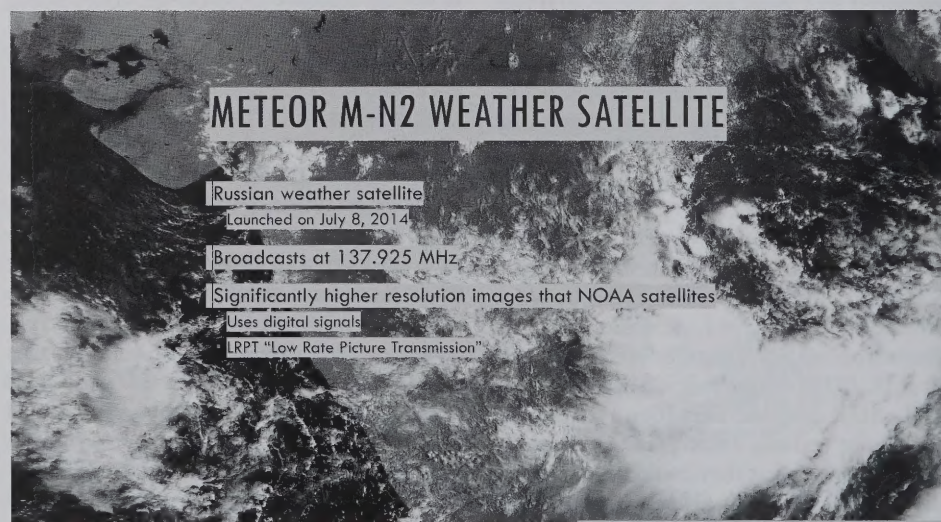 METEOR M-N2 WEATHER SATELLITE
Russian weather satellite
Launched on July 8, 2014
Broadcasts at 137.925 MHz
Significantly higher resolution images that NOAA satellites
Uses digital signals
LRPT “Low Rate Picture Transmission”